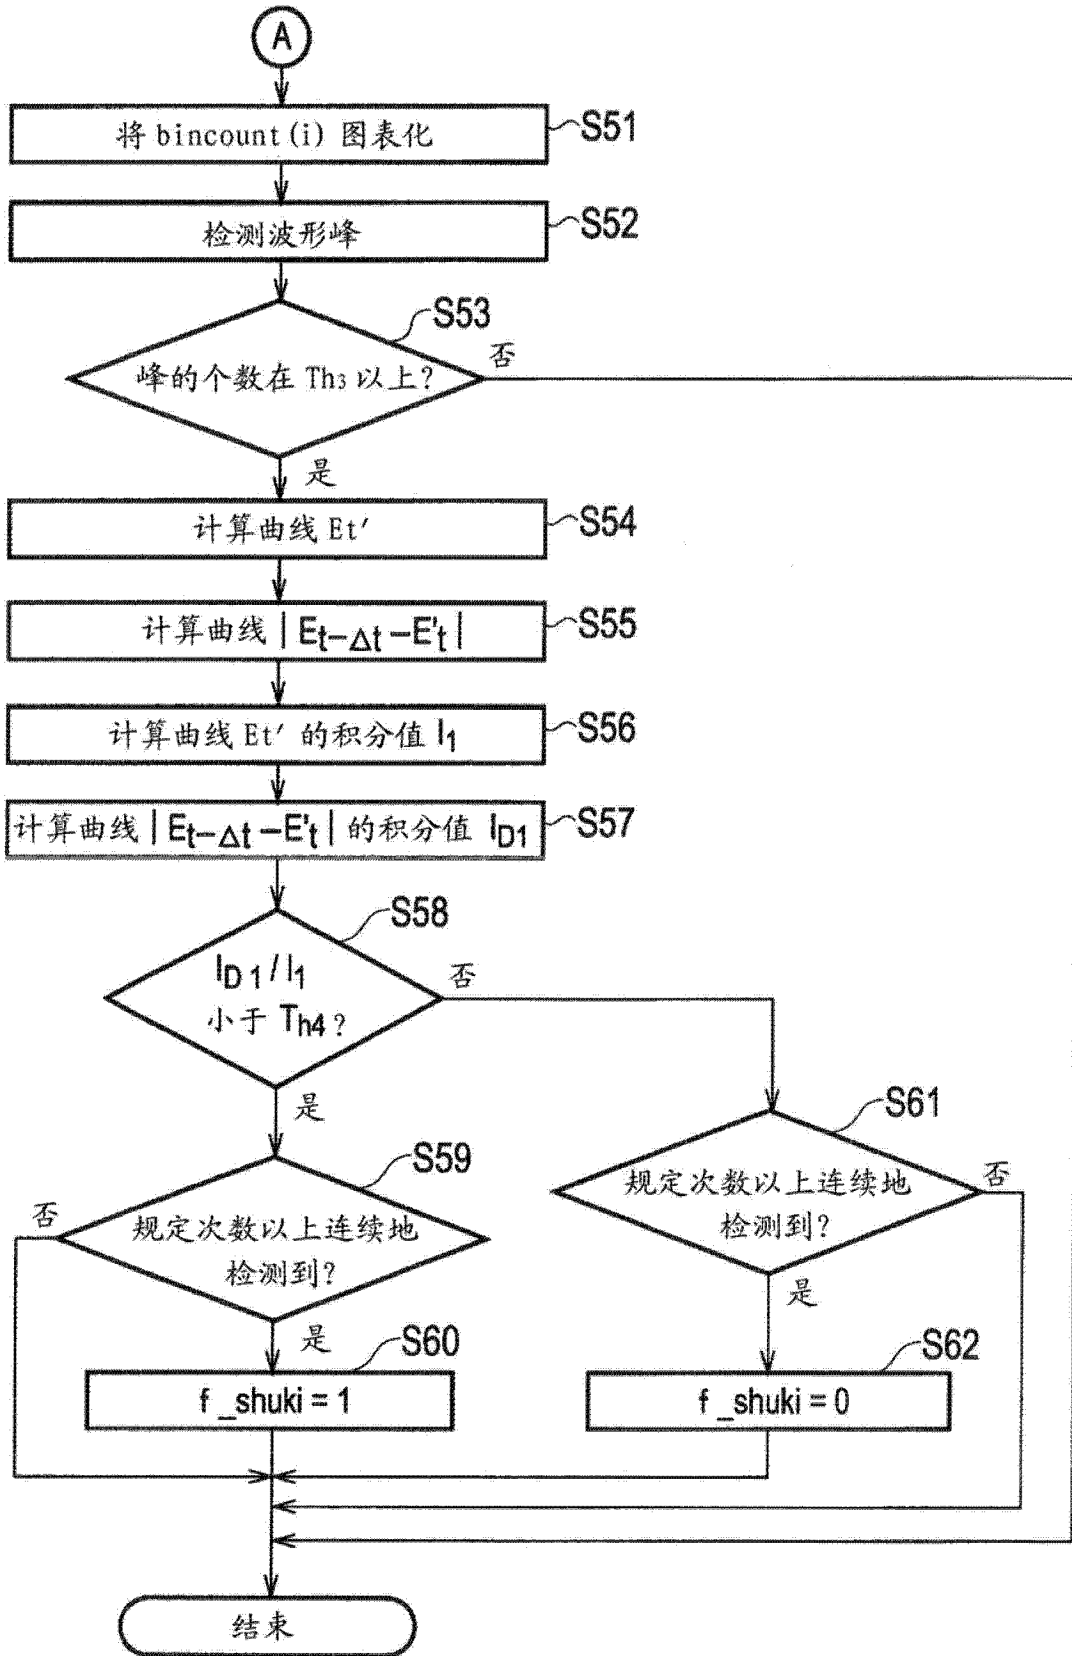 A
将 bincount(i) 图表化
S51
检测波形峰
S52
S53
峰的个数在 Th3 以上?
否
是
计算曲线 Et′
S54
计算曲线 | Et-Δt-E't |
S55
计算曲线 Et′ 的积分值 I1
S56
计算曲线 | Et-Δt-E't | 的积分值 ID1
S57
S58
ID1 / I1
小于 Th4 ?
否
是
S59
规定次数以上连续地
检测到?
否
是
S60
f_shuki = 1
S61
规定次数以上连续地
检测到?
否
是
S62
f_shuki = 0
结束